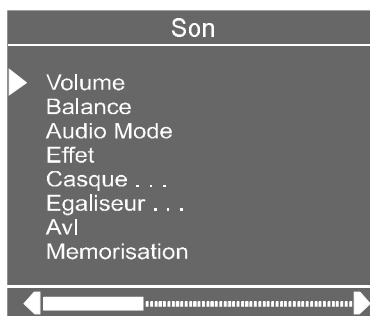 Son
Volume
Balance
Audio Mode
Effet
Casque . . .
Egaliseur . . .
Avl
Memorisation